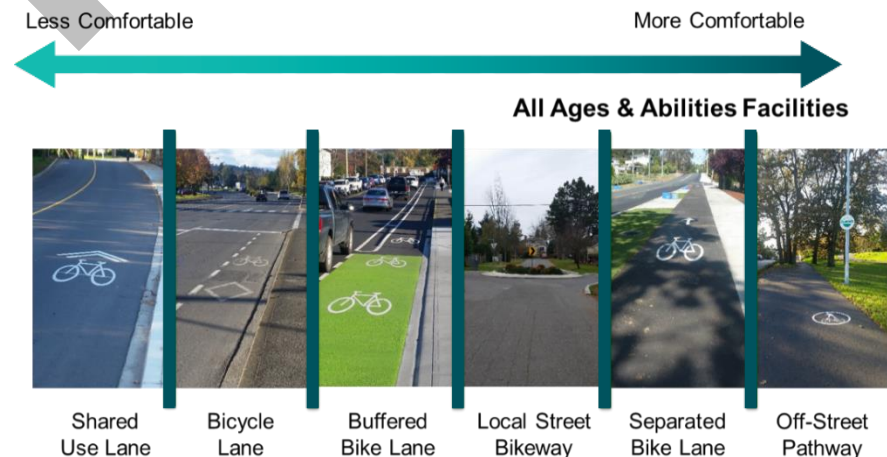 Less Comfortable
More Comfortable
All Ages & Abilities Facilities
Shared
Use Lane
Bicycle
Lane
Buffered
Bike Lane
Local Street
Bikeway
Separated
Bike Lane
Off-Street
Pathway